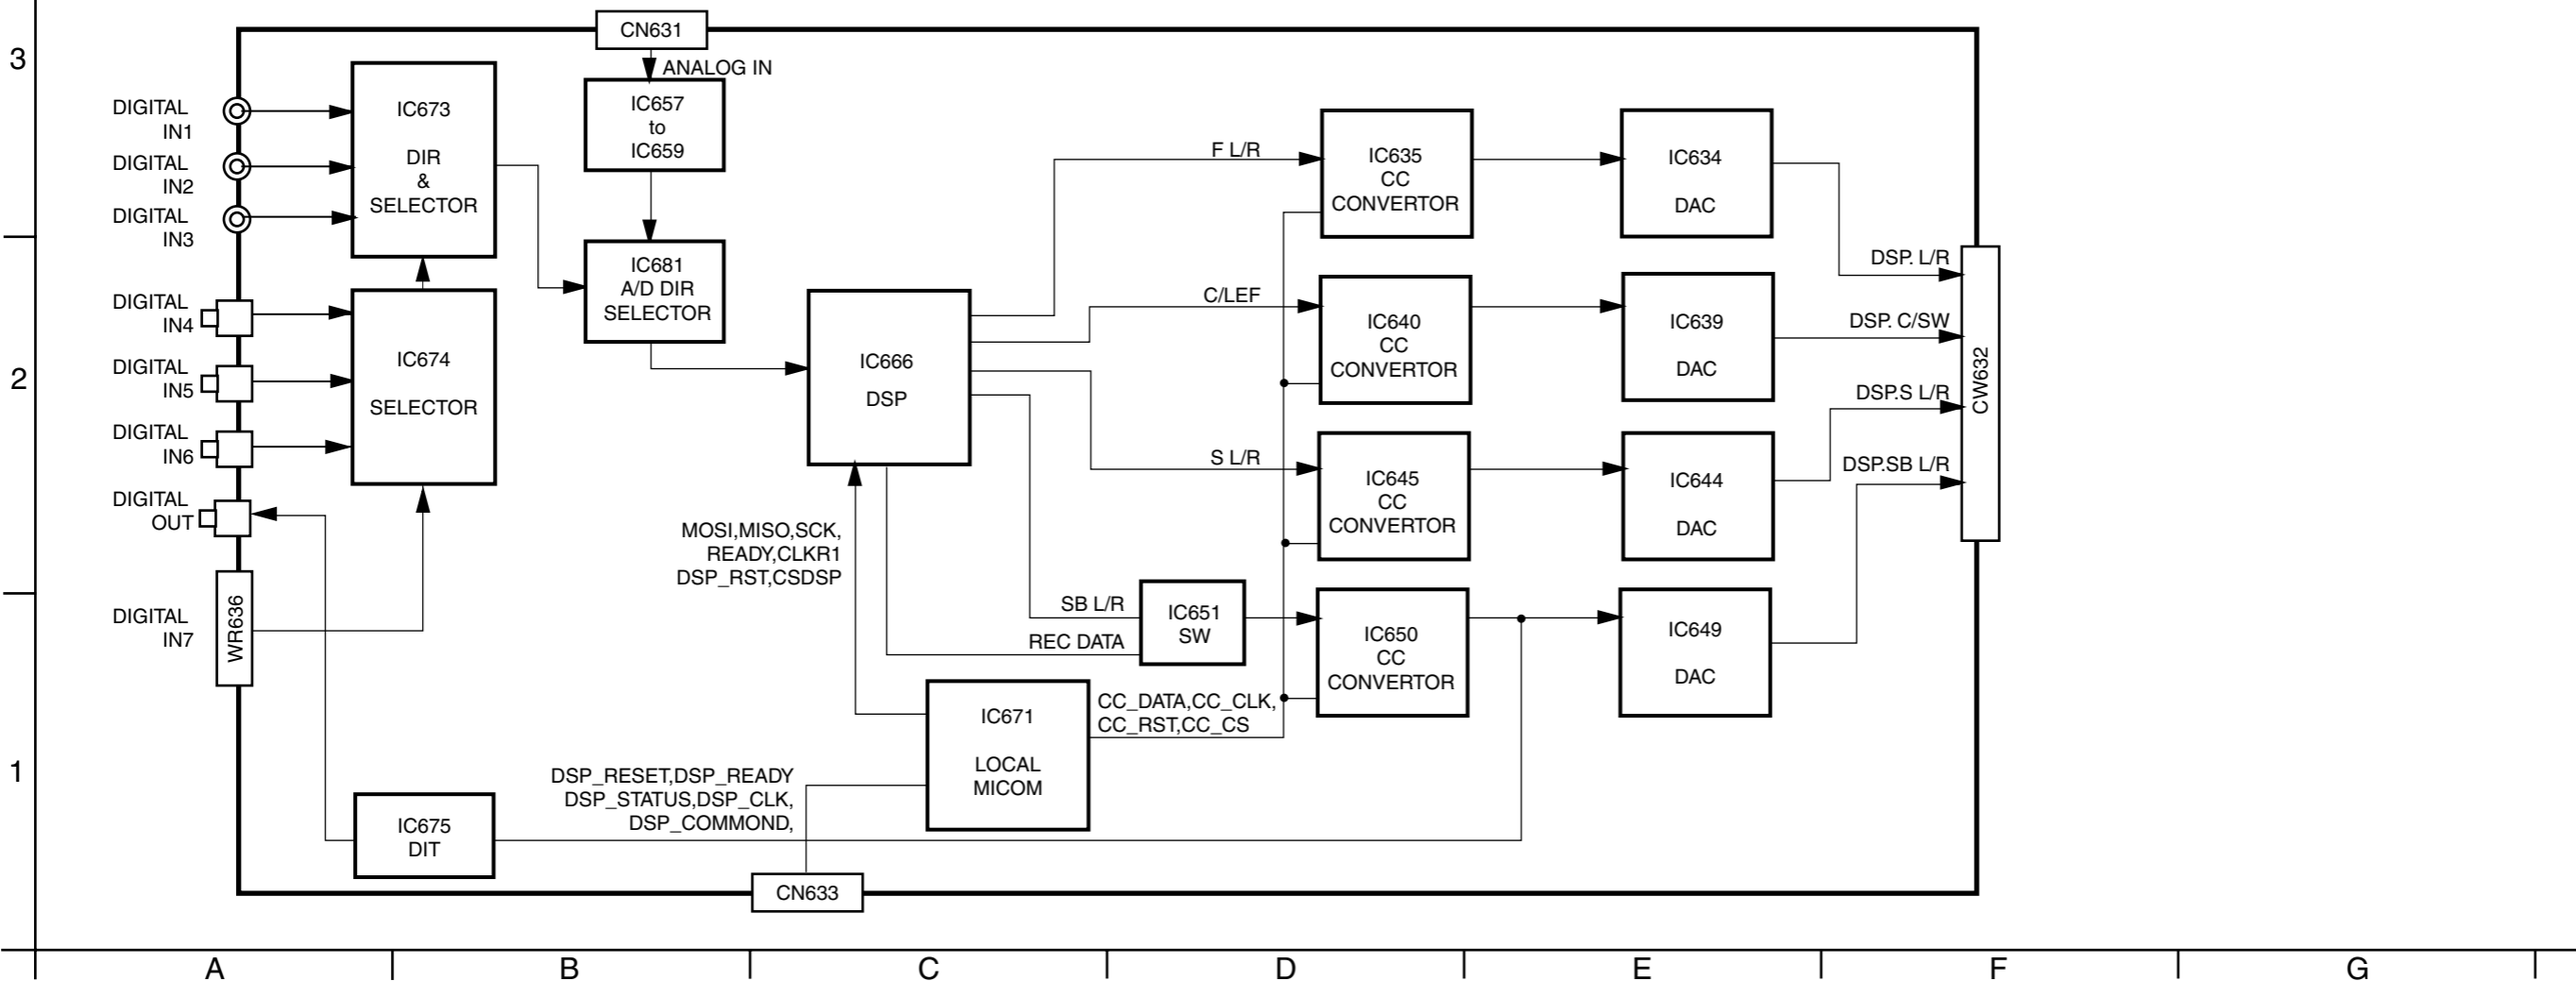 3
2
1
CN631
ANALOG IN
DIGITAL
IN1
DIGITAL
IN2
DIGITAL
IN3
DIGITAL
IN4
DIGITAL
IN5
DIGITAL
IN6
DIGITAL
OUT
DIGITAL
IN7
WR636
IC673
DIR
&
SELECTOR
IC674
SELECTOR
IC657
to
IC659
IC681
A/D DIR
SELECTOR
IC666
DSP
MOSI,MISO,SCK,
READY,CLKR1
DSP_RST,CSDSP
F L/R
C/LEF
S L/R
SB L/R
REC DATA
IC651
SW
IC635
CC
CONVERTOR
IC640
CC
CONVERTOR
IC645
CC
CONVERTOR
IC650
CC
CONVERTOR
IC634
DAC
IC639
DAC
IC644
DAC
IC649
DAC
DSP. L/R
DSP. C/SW
DSP.S L/R
DSP.SB L/R
CW632
IC671
LOCAL
MICOM
CC_DATA,CC_CLK,
CC_RST,CC_CS
DSP_RESET,DSP_READY
DSP_STATUS,DSP_CLK,
DSP_COMMOND,
IC675
DIT
CN633
A
B
C
D
E
F
G